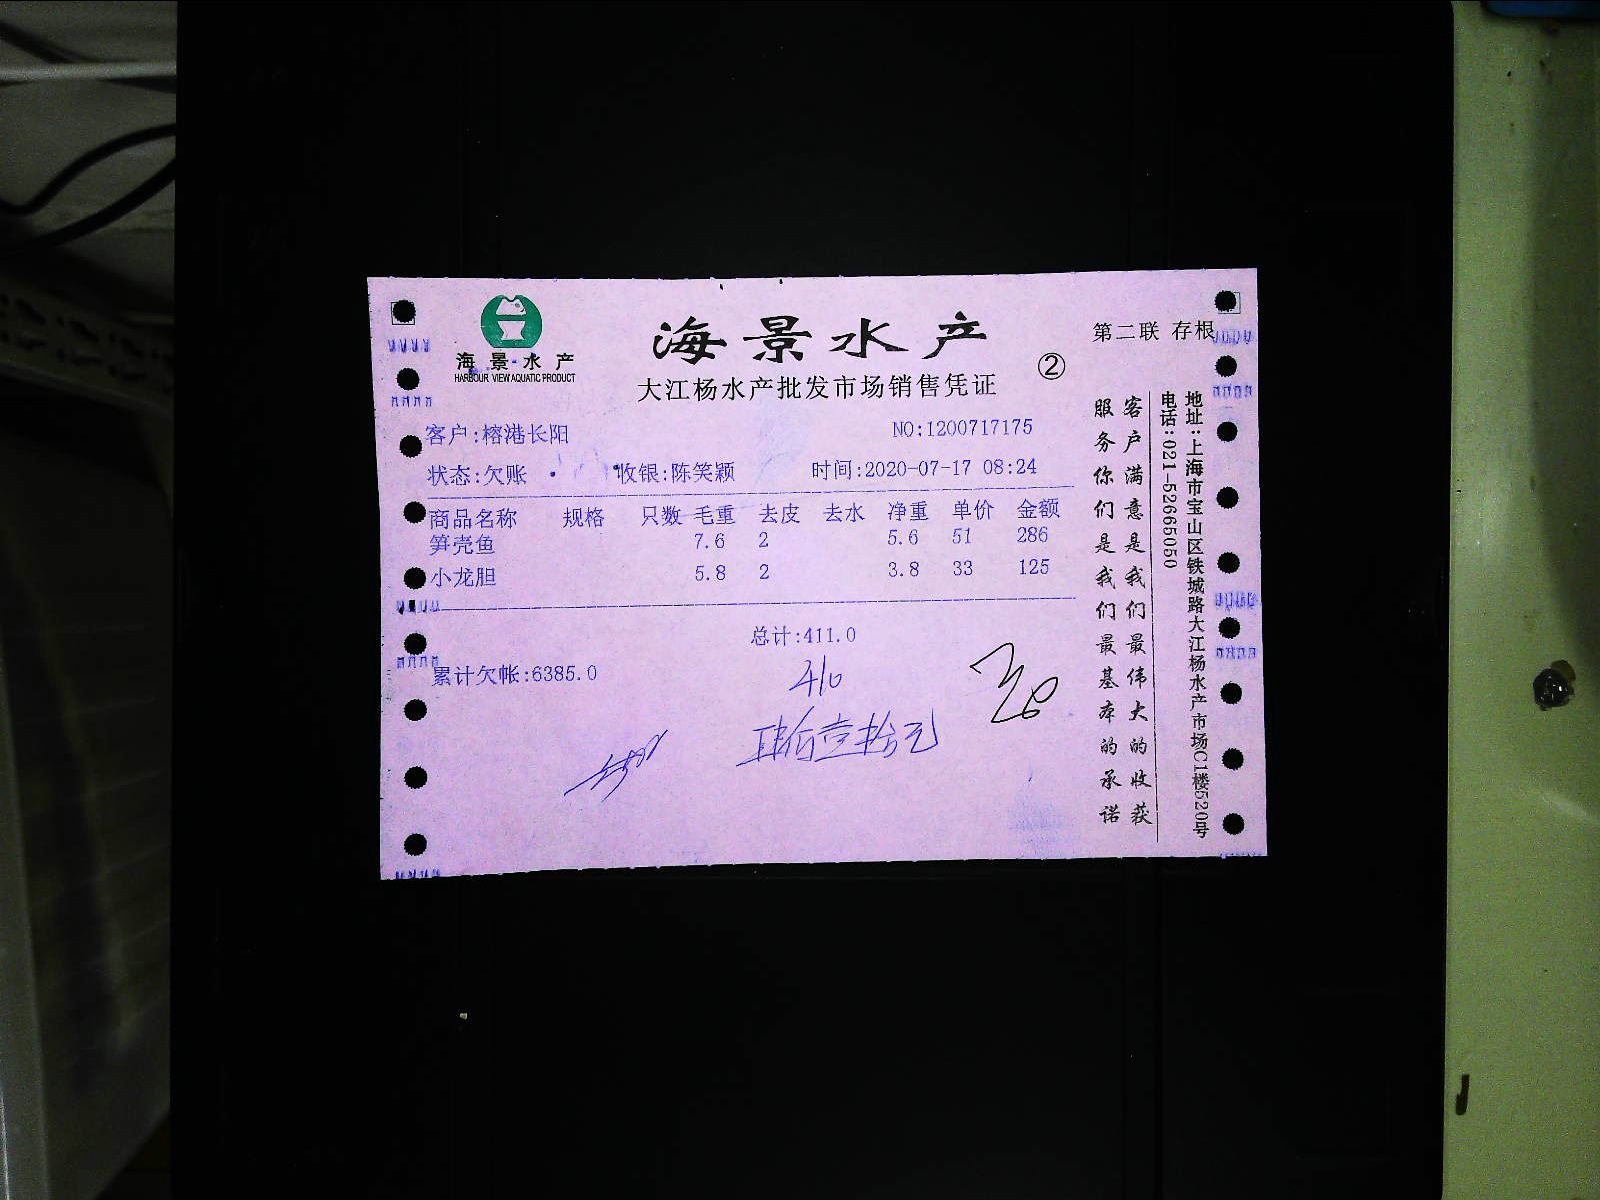 海景水产
HARBOUR VIEW AQUATIC PRODUCT
海景水产
大江杨水产批发市场销售凭证
②
第二联 存根
客户:榕港长阳
NO:1200717175
状态:欠账 收银:陈笑颖 时间:2020-07-17 08:24
商品名称 规格 只数 毛重 去皮 去水 净重 单价 金额
笋壳鱼 7.6 2 5.6 51 286
小龙胆 5.8 2 3.8 33 125
总计:411.0
累计欠帐:6385.0
410
肆佰壹拾元
客户满意是我们最伟大的收获
服务你们是我们最基本的承诺
地址:上海市宝山区铁城路大江杨水产市场C1楼520号
电话:021-52665050